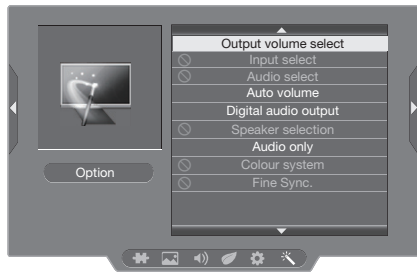 Output volume select
Input select
Audio select
Auto volume
Digital audio output
Speaker selection
Audio only
Colour system
Fine Sync.
Option